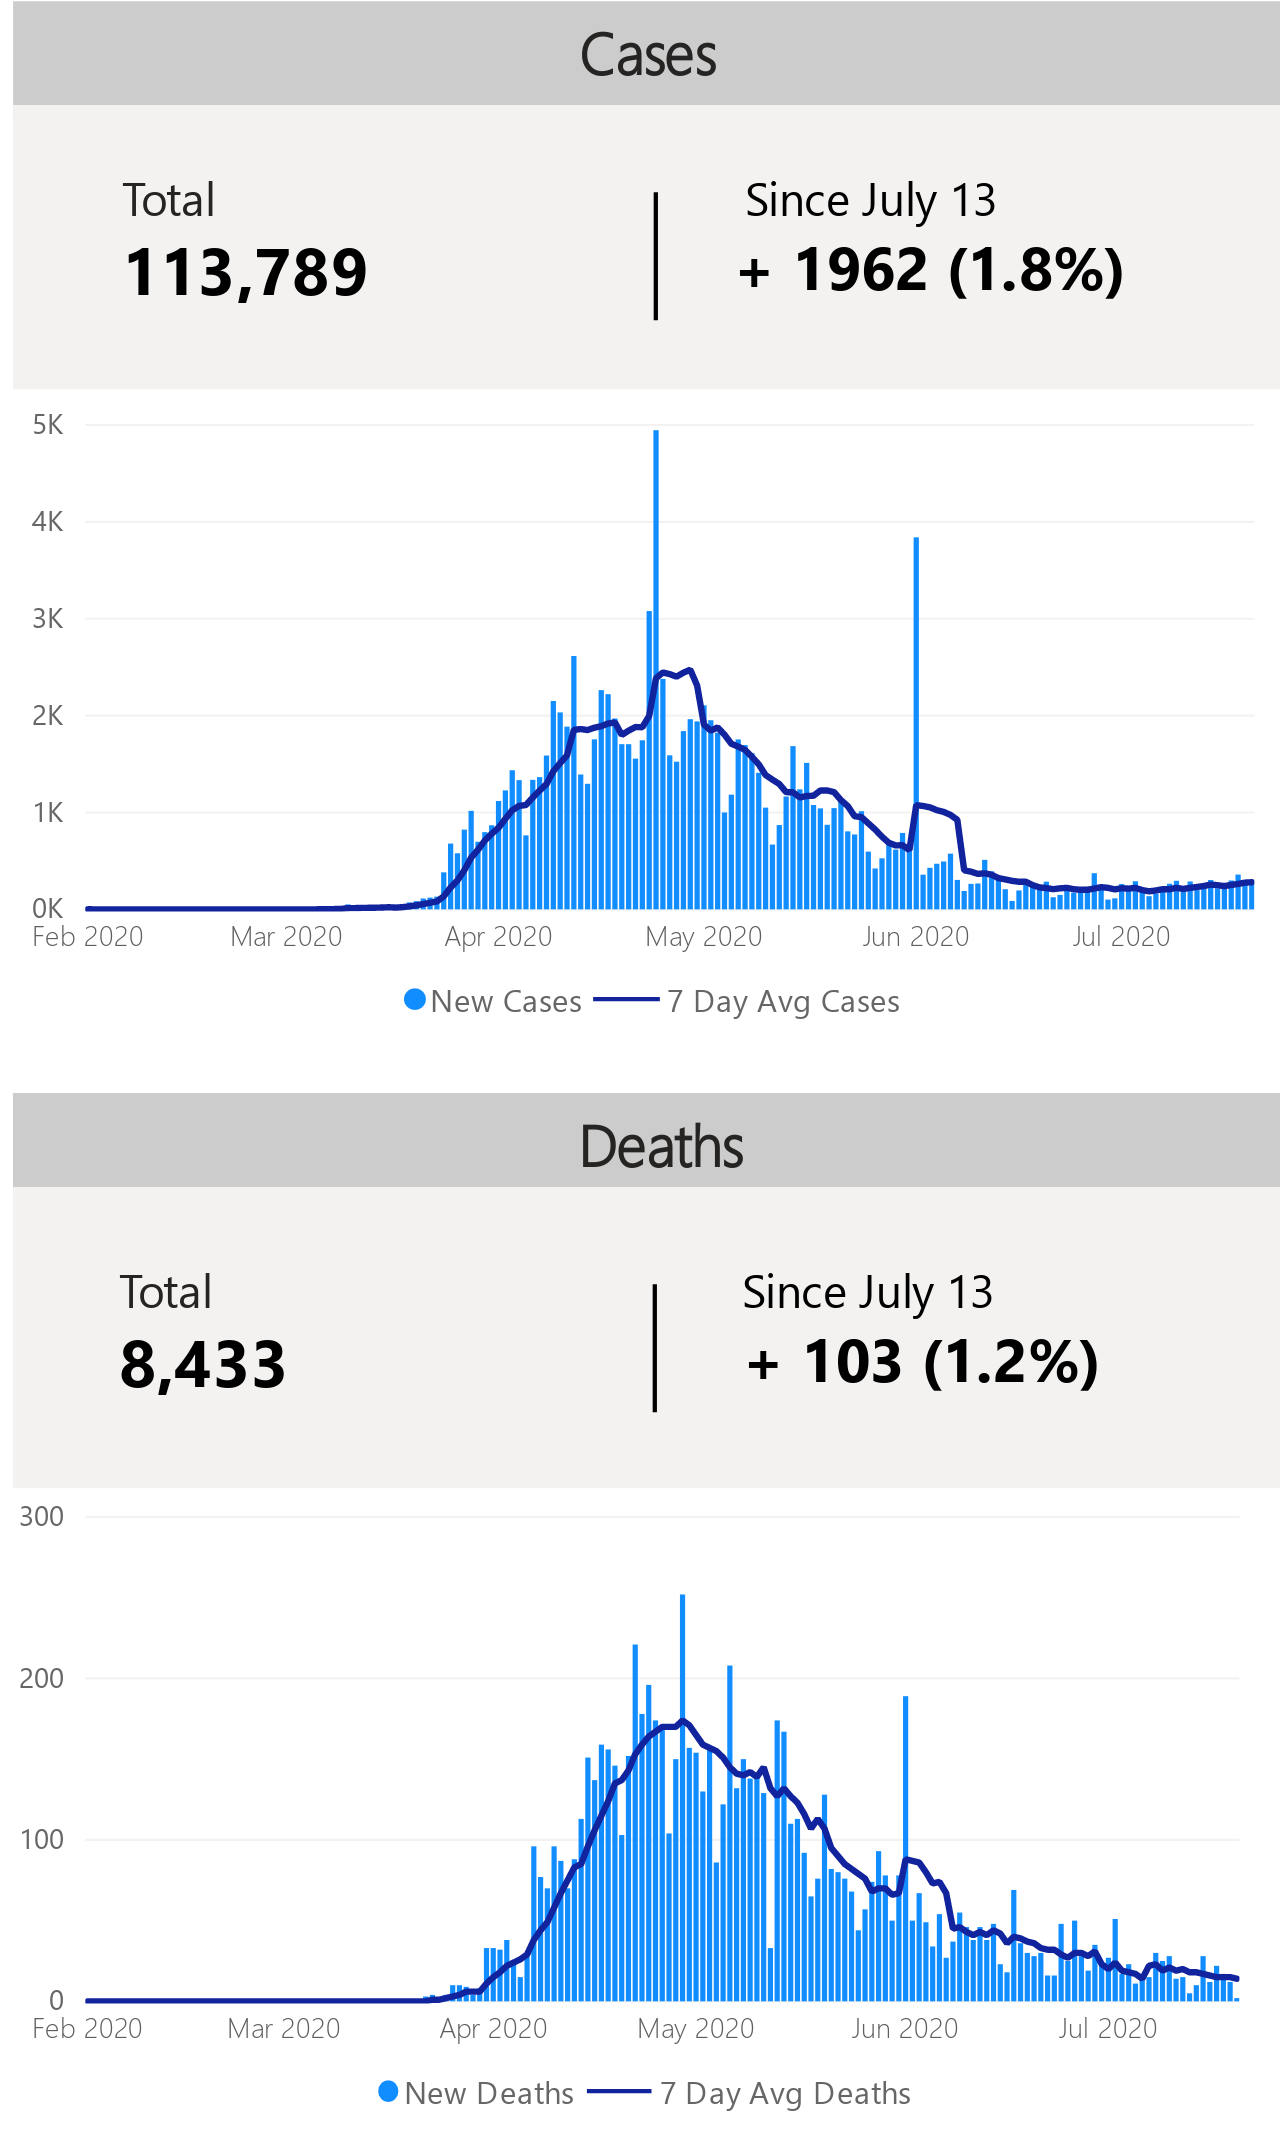 Cases
Total
Since July 13
113,789
+ 1962 (1.8%)
5K
4K
3K
2K
1K
0K
Feb 2020 Mar 2020 Apr 2020 May 2020 Jun 2020 Jul 2020
New Cases 7 Day Avg Cases
Deaths
Total
Since July 13
8,433
+ 103 (1.2%)
300
200
100
0
Feb 2020 Mar 2020 Apr 2020 May 2020 Jun 2020 Jul 2020
New Deaths 7 Day Avg Deaths